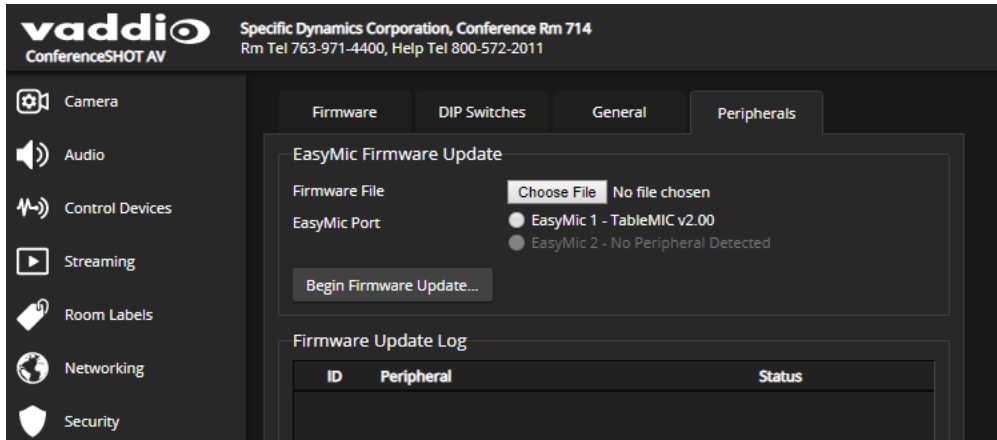 vaddio
ConferenceSHOT AV
Specific Dynamics Corporation, Conference Rm 714
Rm Tel 763-971-4400, Help Tel 800-572-2011
Camera
Audio
Control Devices
Streaming
Room Labels
Networking
Security
Firmware DIP Switches General Peripherals
EasyMic Firmware Update
Firmware File Choose File No file chosen
EasyMic Port EasyMic 1 - TableMIC v2.00
EasyMic 2 - No Peripheral Detected
Begin Firmware Update...
Firmware Update Log
ID Peripheral Status